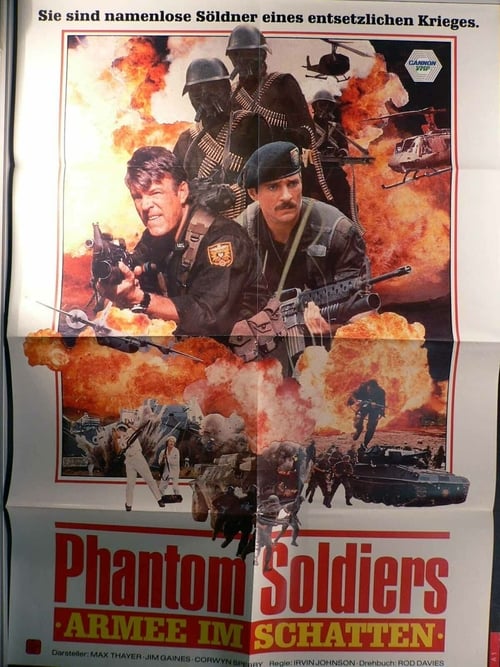 Sie sind namenlose Söldner eines entsetzlichen Krieges.
CANNON
VMP
Phantom Soldiers
·ARMEE IM SCHATTEN·
Darsteller: MAX THAYER · JIM GAINES · CORWYN SPERRY Regie: IRVIN JOHNSON · Drehbuch: ROD DAVIES